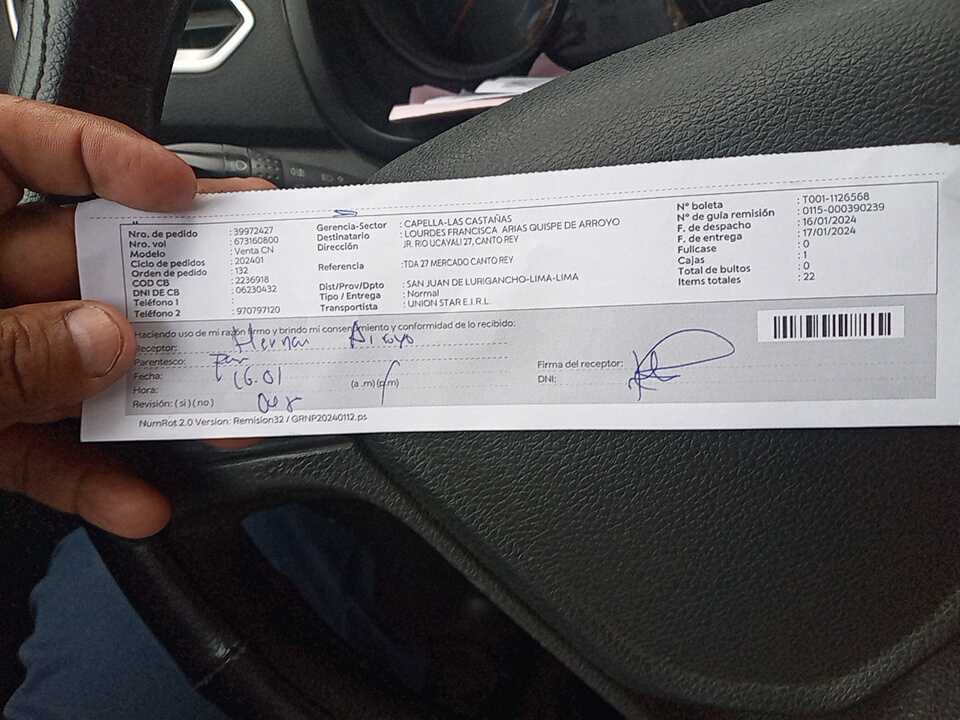 Nro. de pedido : 39972427
Nro. vol : 673160800
Modelo : Venta CN
Ciclo de pedidos : 202401
Orden de pedido : 132
COD CB : 2236918
DNI DE CB : 06230432
Teléfono 1 :
Teléfono 2 : 970797120
Gerencia-Sector : CAPELLA-LAS CASTAÑAS
Destinatario : LOURDES FRANCISCA ARIAS QUISPE DE ARROYO
Dirección JR. RIO UCAYALI 27, CANTO REY
Referencia : TDA 27 MERCADO CANTO REY
Dist/Prov/Dpto : SAN JUAN DE LURIGANCHO-LIMA-LIMA
Tipo / Entrega : Normal
Transportista : UNION STAR E.I.R.L.
N° boleta : T001-1126568
N° de guía remisión : 0115-000390239
F. de despacho : 16/01/2024
F. de entrega : 17/01/2024
Fullcase : 0
Cajas : 1
Total de bultos : 0
Items totales : 22
Haciendo uso de mi razón firmo y brindo mi consentimiento y conformidad de lo recibido:
Receptor: Hernan Arroyo
Parentesco:
Fecha: 16.01
Hora: (a .m) (p.m)
Revisión: ( si ) ( no )
Firma del receptor:
DNI:
NumRot 2.0 Version: Remision32 / GRNP20240112.ps